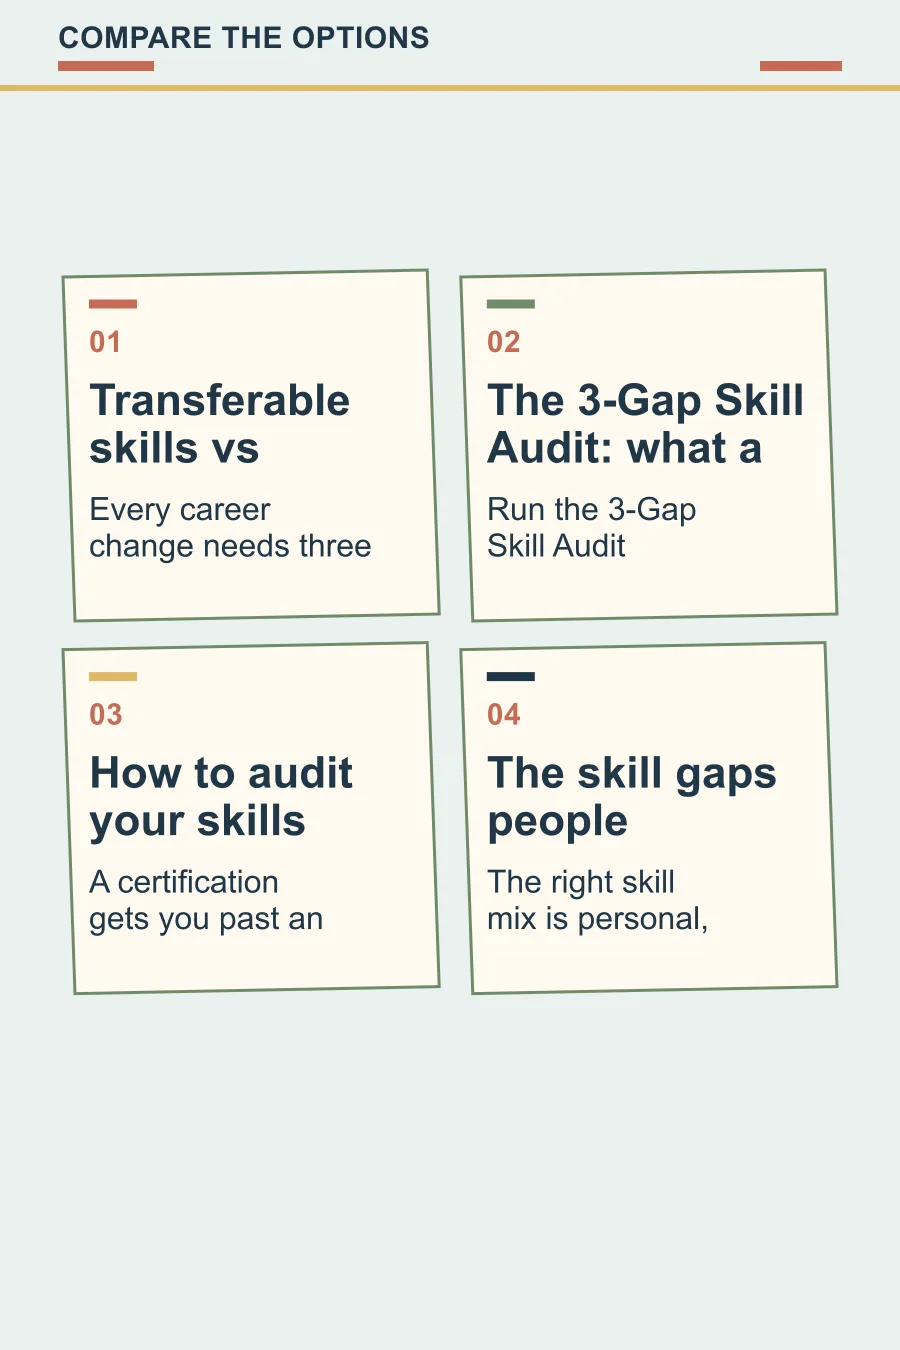 COMPARE THE OPTIONS
01
Transferable
skills vs
Every career
change needs three
02
The 3-Gap Skill
Audit: what a
Run the 3-Gap
Skill Audit
03
How to audit
your skills
A certification
gets you past an
04
The skill gaps
people
The right skill
mix is personal,